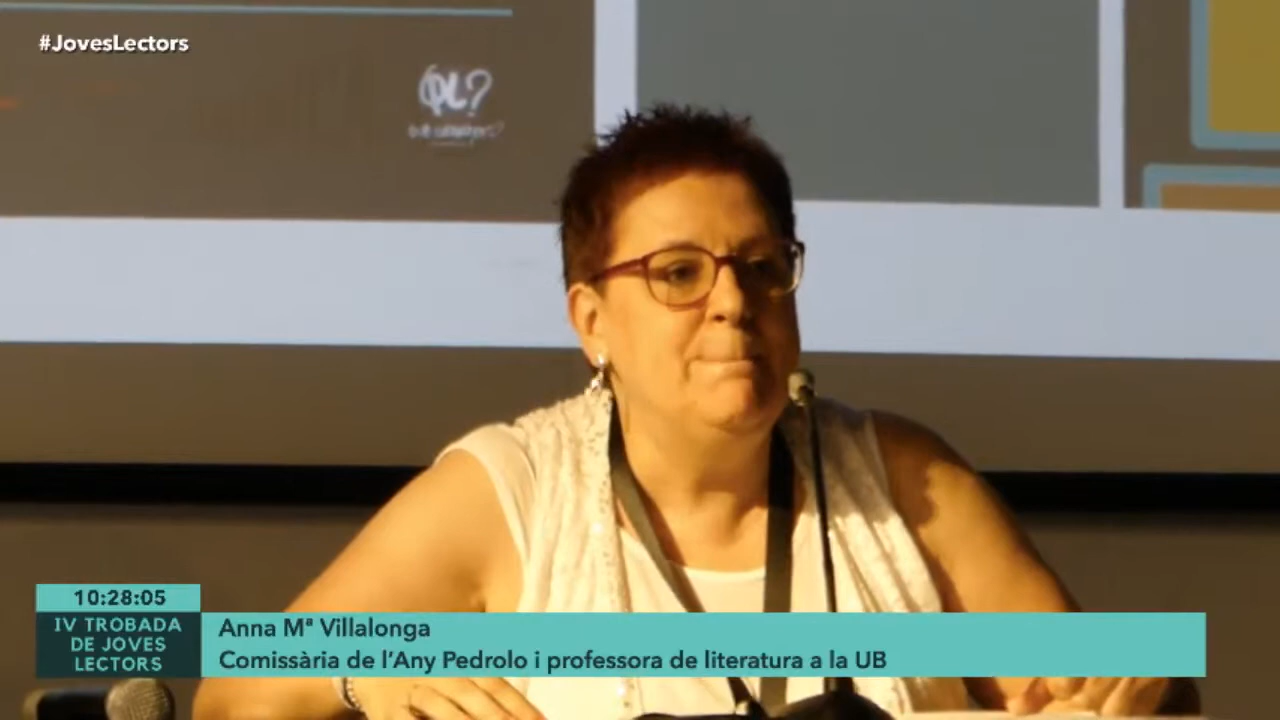 #JovesLectors
QL?
10:28:05
IV TROBADA
DE JOVES
LECTORS
Anna Mª Villalonga
Comissària de l'Any Pedrolo i professora de literatura a la UB